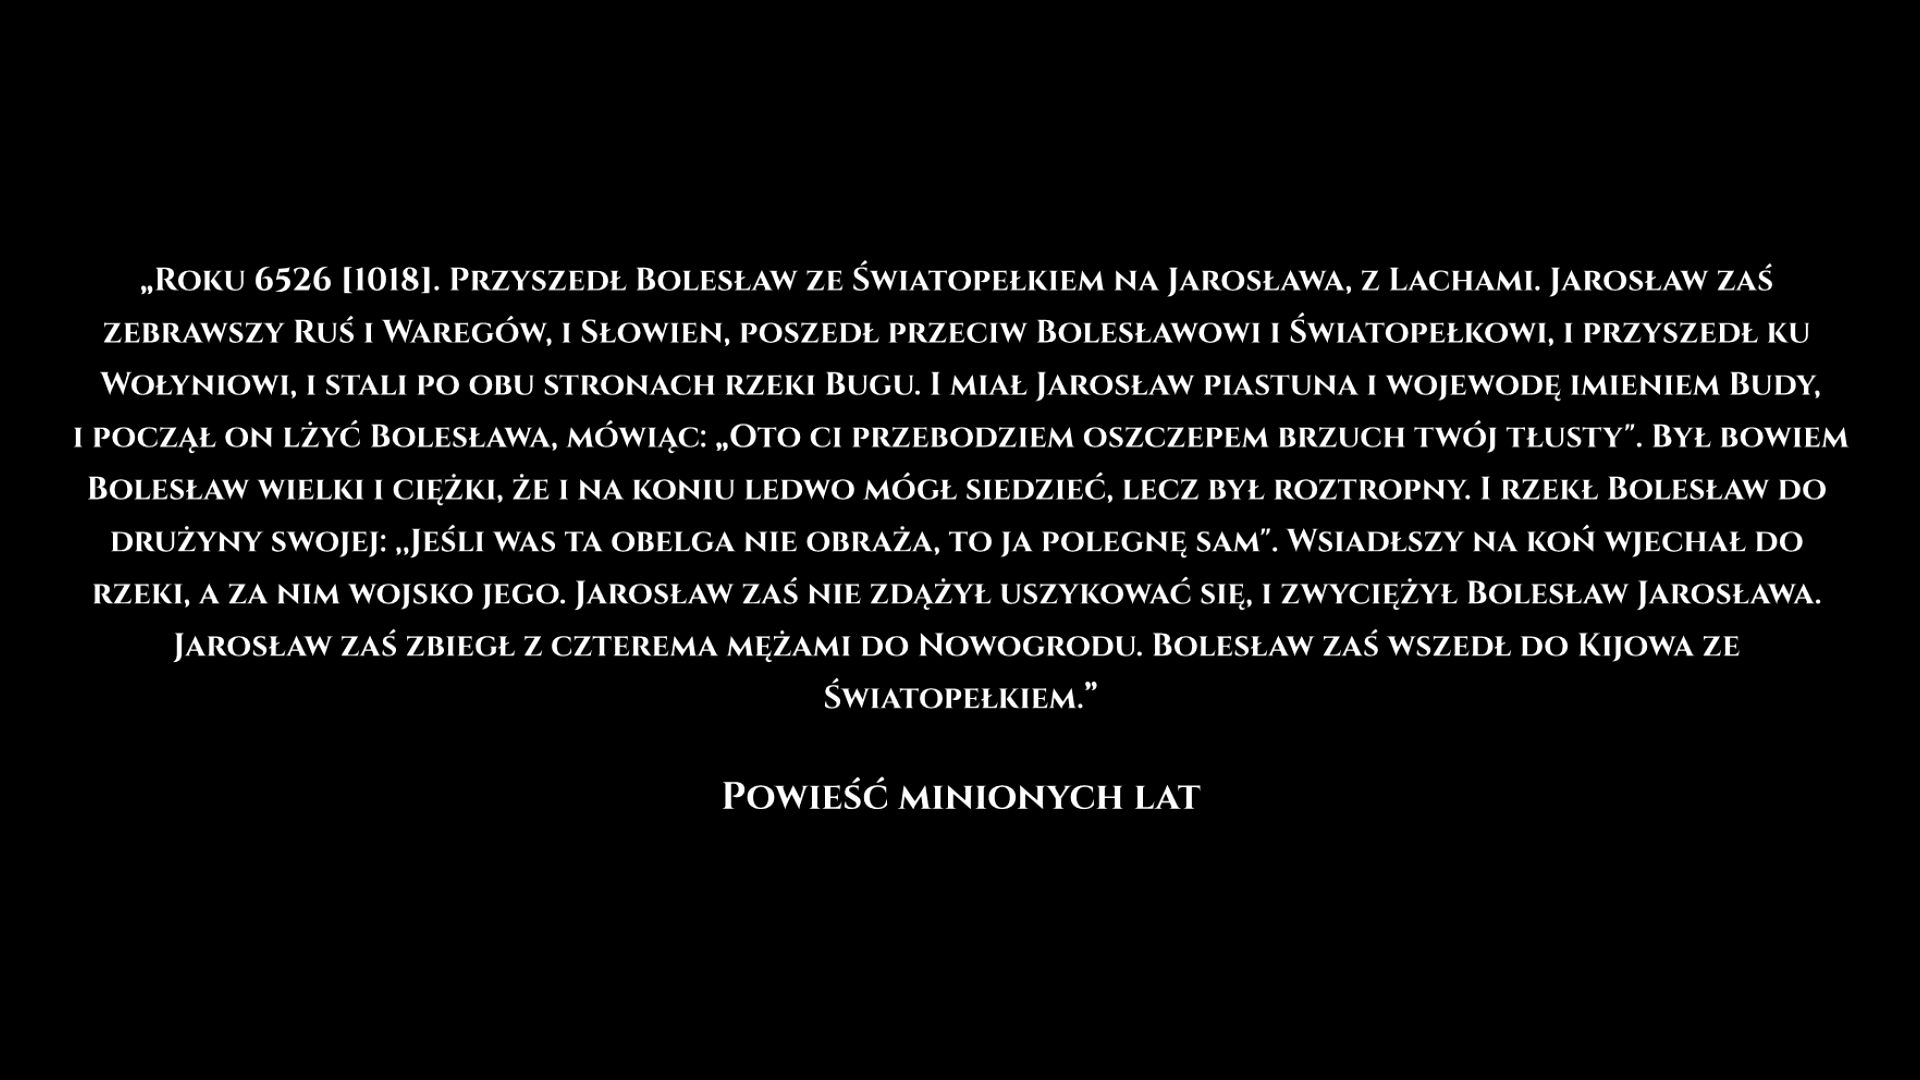 „Roku 6526 [1018]. Przyszedł Bolesław ze Światopełkiem na Jarosława, z Lachami. Jarosław zaś
zebrawszy Ruś i Waregów, i Słowien, poszedł przeciw Bolesławowi i Światopełkowi, i przyszedł ku
Wołyniowi, i stali po obu stronach rzeki Bugu. I miał Jarosław piastuna i wojewodę imieniem Budy,
i począł on lżyć Bolesława, mówiąc: „Oto ci przebodziem oszczepem brzuch twój tłusty". Był bowiem
Bolesław wielki i ciężki, że i na koniu ledwo mógł siedzieć, lecz był roztropny. I rzekł Bolesław do
drużyny swojej: ,,Jeśli was ta obelga nie obraża, to ja polegnę sam". Wsiadłszy na koń wjechał do
rzeki, a za nim wojsko jego. Jarosław zaś nie zdążył uszykować się, i zwyciężył Bolesław Jarosława.
Jarosław zaś zbiegł z czterema mężami do Nowogrodu. Bolesław zaś wszedł do Kijowa ze
Światopełkiem.”
Powieść minionych lat